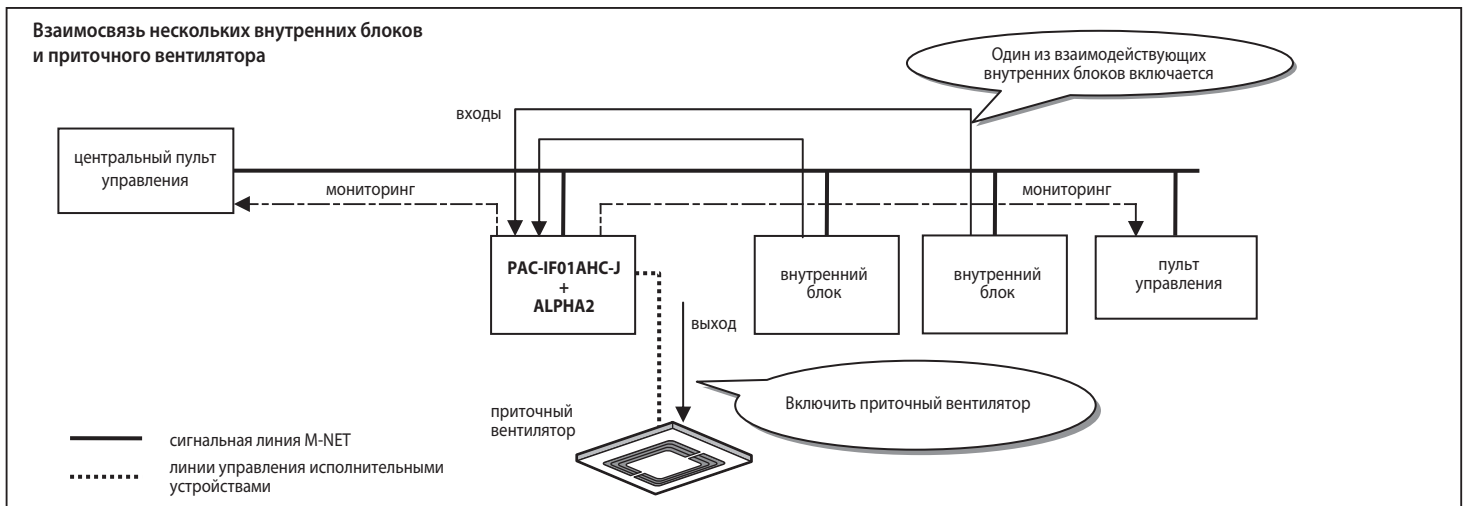 Взаимосвязь нескольких внутренних блоков
и приточного вентилятора
Один из взаимодействующих
внутренних блоков включается
входы
центральный пульт
управления
мониторинг
мониторинг
PAC-IF01AHC-J
+
ALPHA2
внутренний
блок
внутренний
блок
пульт
управления
выход
Включить приточный вентилятор
приточный
вентилятор
сигнальная линия M-NET
линии управления исполнительными
устройствами